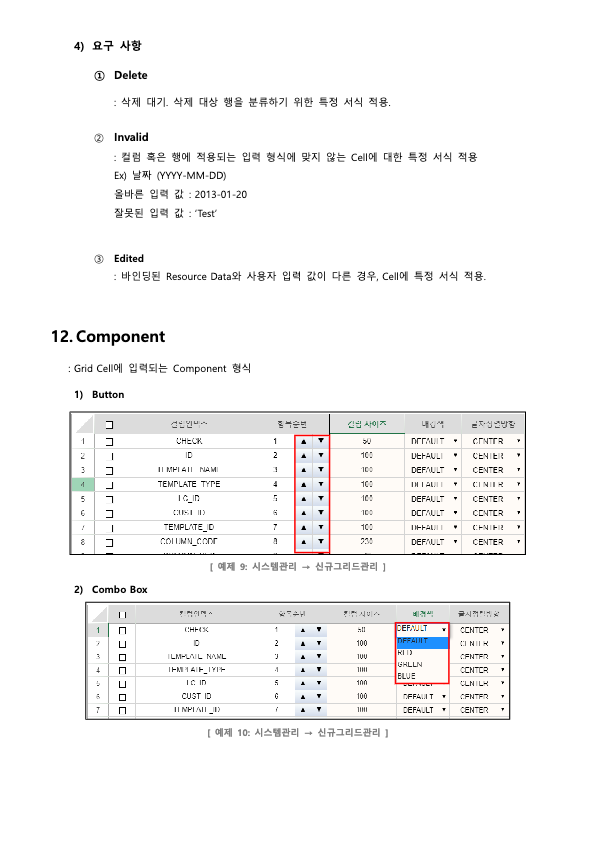 4) 요구 사항
① Delete
: 삭제 대기. 삭제 대상 행을 분류하기 위한 특정 서식 적용.
② Invalid
: 컬럼 혹은 행에 적용되는 입력 형식에 맞지 않는 Cell에 대한 특정 서식 적용
Ex) 날짜 (YYYY-MM-DD)
올바른 입력 값 : 2013-01-20
잘못된 입력 값 : ‘Test’
③ Edited
: 바인딩된 Resource Data와 사용자 입력 값이 다른 경우, Cell에 특정 서식 적용.
12. Component
: Grid Cell에 입력되는 Component 형식
1) Button
컬럼인덱스 항목순번 컬럼 사이즈 배경색 글자정렬방향
1 CHECK 1 ▲ ▼ 50 DEFAULT ▼ CENTER ▼
2 ID 2 ▲ ▼ 100 DEFAULT ▼ CENTER ▼
3 TEMPLATE_NAME 3 ▲ ▼ 100 DEFAULT ▼ CENTER ▼
4 TEMPLATE_TYPE 4 ▲ ▼ 100 DEFAULT ▼ CENTER ▼
5 LC_ID 5 ▲ ▼ 100 DEFAULT ▼ CENTER ▼
6 CUST_ID 6 ▲ ▼ 100 DEFAULT ▼ CENTER ▼
7 TEMPLATE_ID 7 ▲ ▼ 100 DEFAULT ▼ CENTER ▼
8 COLUMN_CODE 8 ▲ ▼ 230 DEFAULT ▼ CENTER ▼
[ 예제 9: 시스템관리 → 신규그리드관리 ]
2) Combo Box
컬럼인덱스 항목순번 컬럼 사이즈 배경색 글자정렬방향
1 CHECK 1 ▲ ▼ 50 DEFAULT ▼ CENTER ▼
2 ID 2 ▲ ▼ 100 DEFAULT CENTER ▼
3 TEMPLATE_NAME 3 ▲ ▼ 100 RED CENTER ▼
4 TEMPLATE_TYPE 4 ▲ ▼ 100 GREEN CENTER ▼
5 LC_ID 5 ▲ ▼ 100 BLUE CENTER ▼
6 CUST_ID 6 ▲ ▼ 100 DEFAULT ▼ CENTER ▼
7 TEMPLATE_ID 7 ▲ ▼ 100 DEFAULT ▼ CENTER ▼
[ 예제 10: 시스템관리 → 신규그리드관리 ]